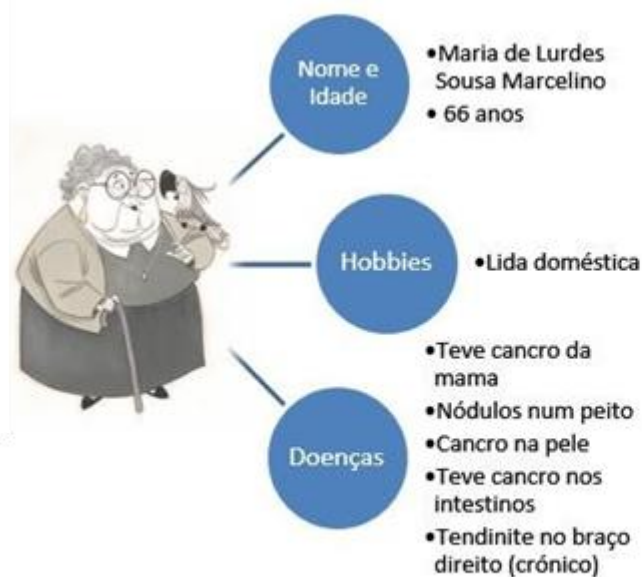 Nome e
Idade
•Maria de Lurdes
Sousa Marcelino
• 66 anos
Hobbies
•Lida doméstica
Doenças
•Teve cancro da
mama
•Nódulos num peito
•Cancro na pele
•Teve cancro nos
intestinos
•Tendinite no braço
direito (crónico)